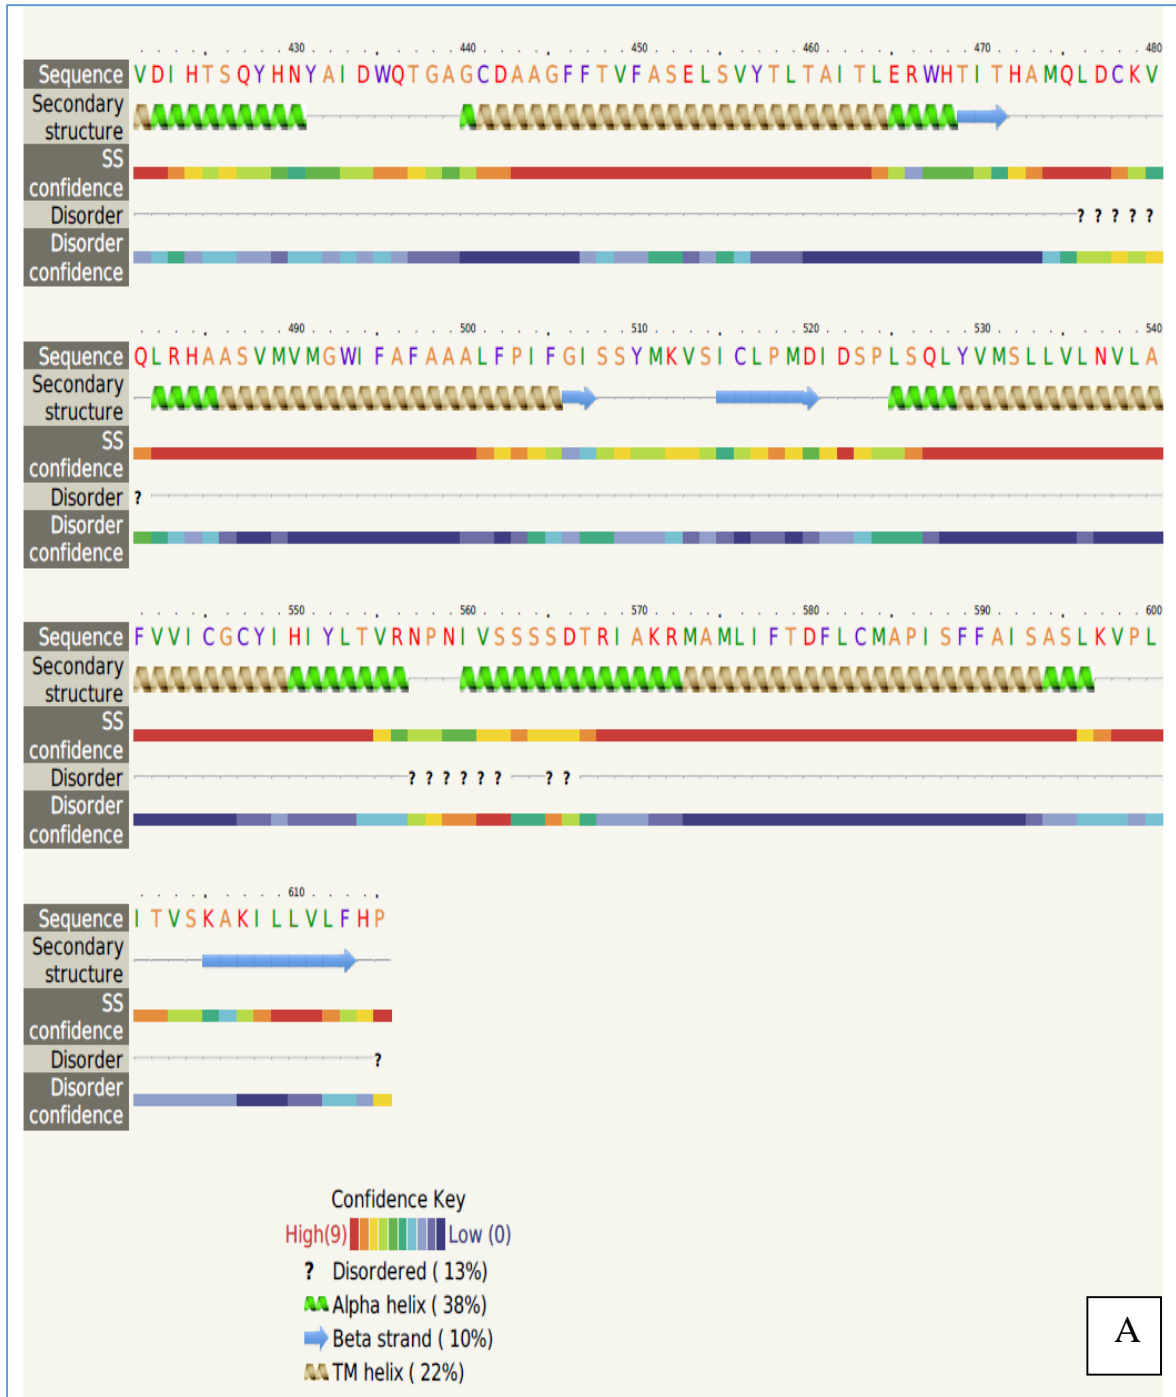 430 440 450 460 470 480
Sequence VDIHTSQYHNYAIDWQTGAGCDAAGFFTVFASELSVYTLTAITLERWHTITHAMQLDCKV
Secondary
structure
SS
confidence
Disorder ? ? ? ? ?
Disorder
confidence
490 500 510 520 530 540
Sequence QLRHAASVMVMGWIFAFAAALFPIFGISSYMKVSICLPMDIDSPLSQLYVMSLLVLNVLA
Secondary
structure
SS
confidence
Disorder ?
Disorder
confidence
550 560 570 580 590 600
Sequence FVVICGCYIHIYLTVRNPNIVSSSSDTRIAKRMAMLIFTDFLCMAPISFFAISASLKVPL
Secondary
structure
SS
confidence
Disorder ? ? ? ? ? ? ? ?
Disorder
confidence
610
Sequence ITVSKAKILLVLFHP
Secondary
structure
SS
confidence
Disorder ?
Disorder
confidence
Confidence Key
High(9) Low (0)
? Disordered ( 13%)
Alpha helix ( 38%)
Beta strand ( 10%)
TM helix ( 22%)
A